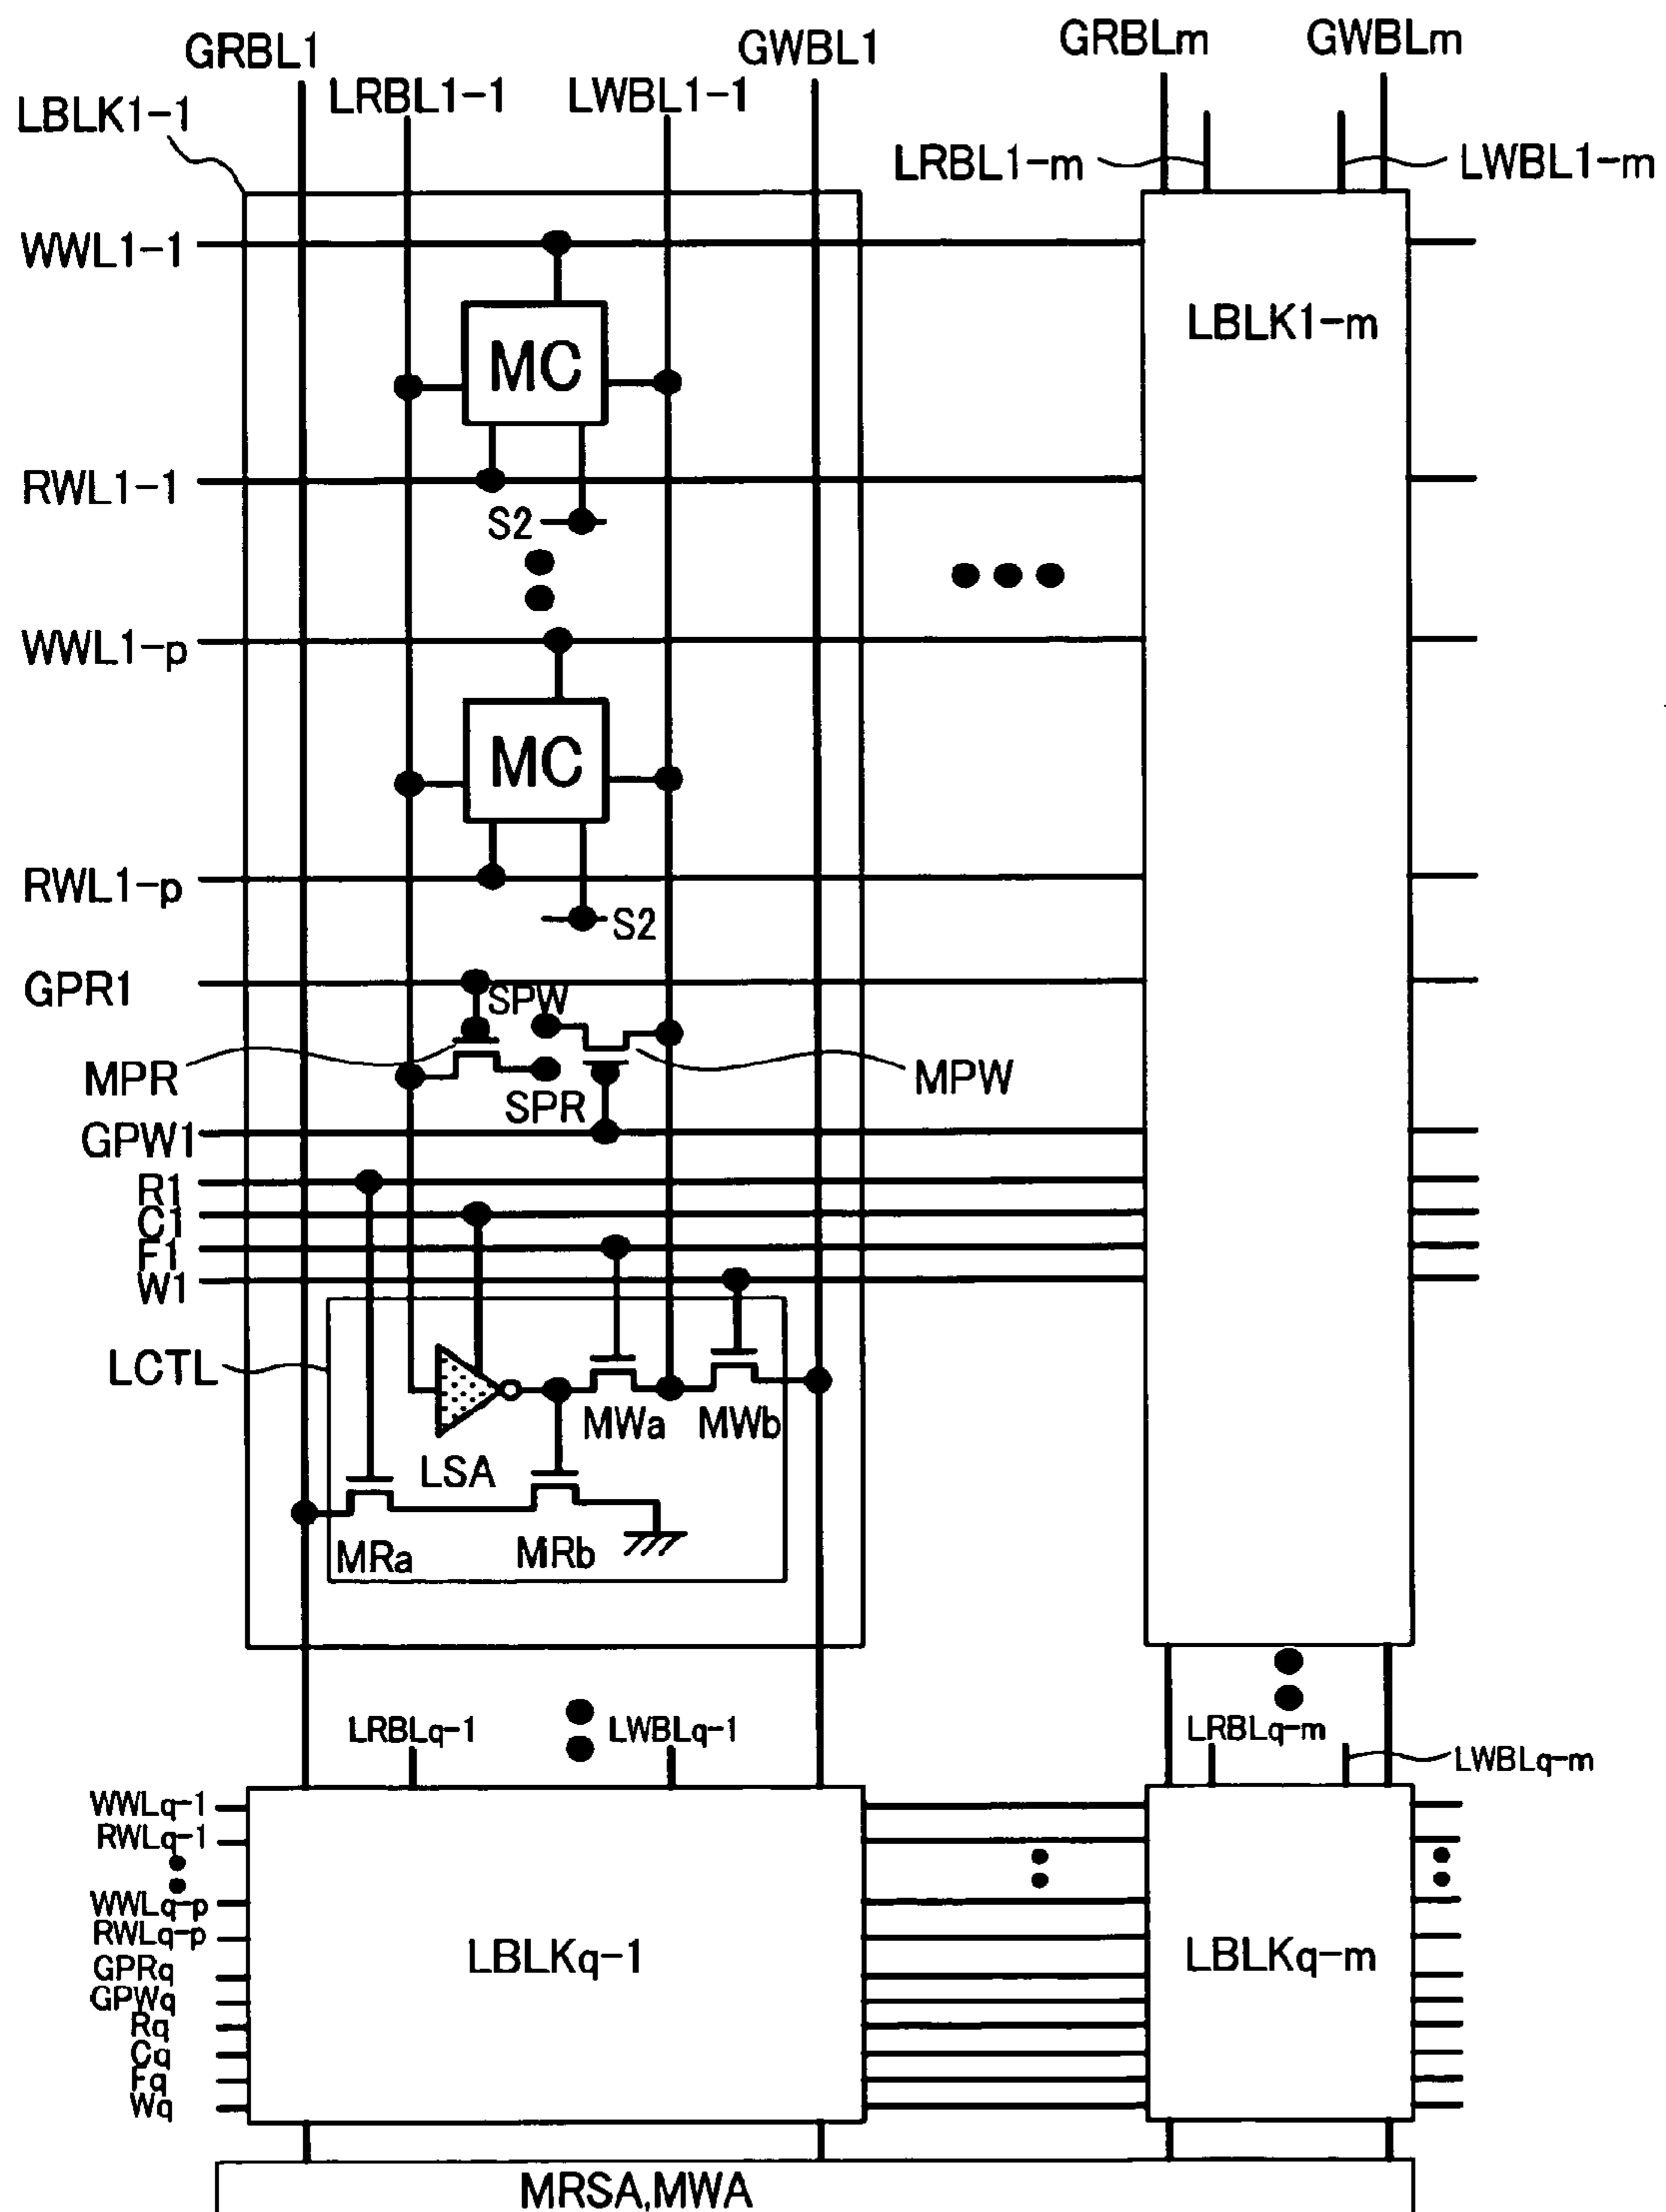 GRBL1
GWBL1
GRBLm
GWBLm
LRBL1-1
LWBL1-1
LBLK1-1
LRBL1-m
LWBL1-m
WWL1-1
LBLK1-m
MC
RWL1-1
S2
WWL1-p
MC
RWL1-p
S2
GPR1
SPW
MPR
MPW
SPR
GPW1
R1
C1
F1
W1
LCTL
MWa
MWb
LSA
MRa
MRb
LRBLq-1
LWBLq-1
LRBLq-m
LWBLq-m
WWLq-1
RWLq-1
WWLq-p
RWLq-p
GPRq
LBLKq-1
LBLKq-m
GPWq
Rq
Cq
Fq
Wq
MRSA,MWA